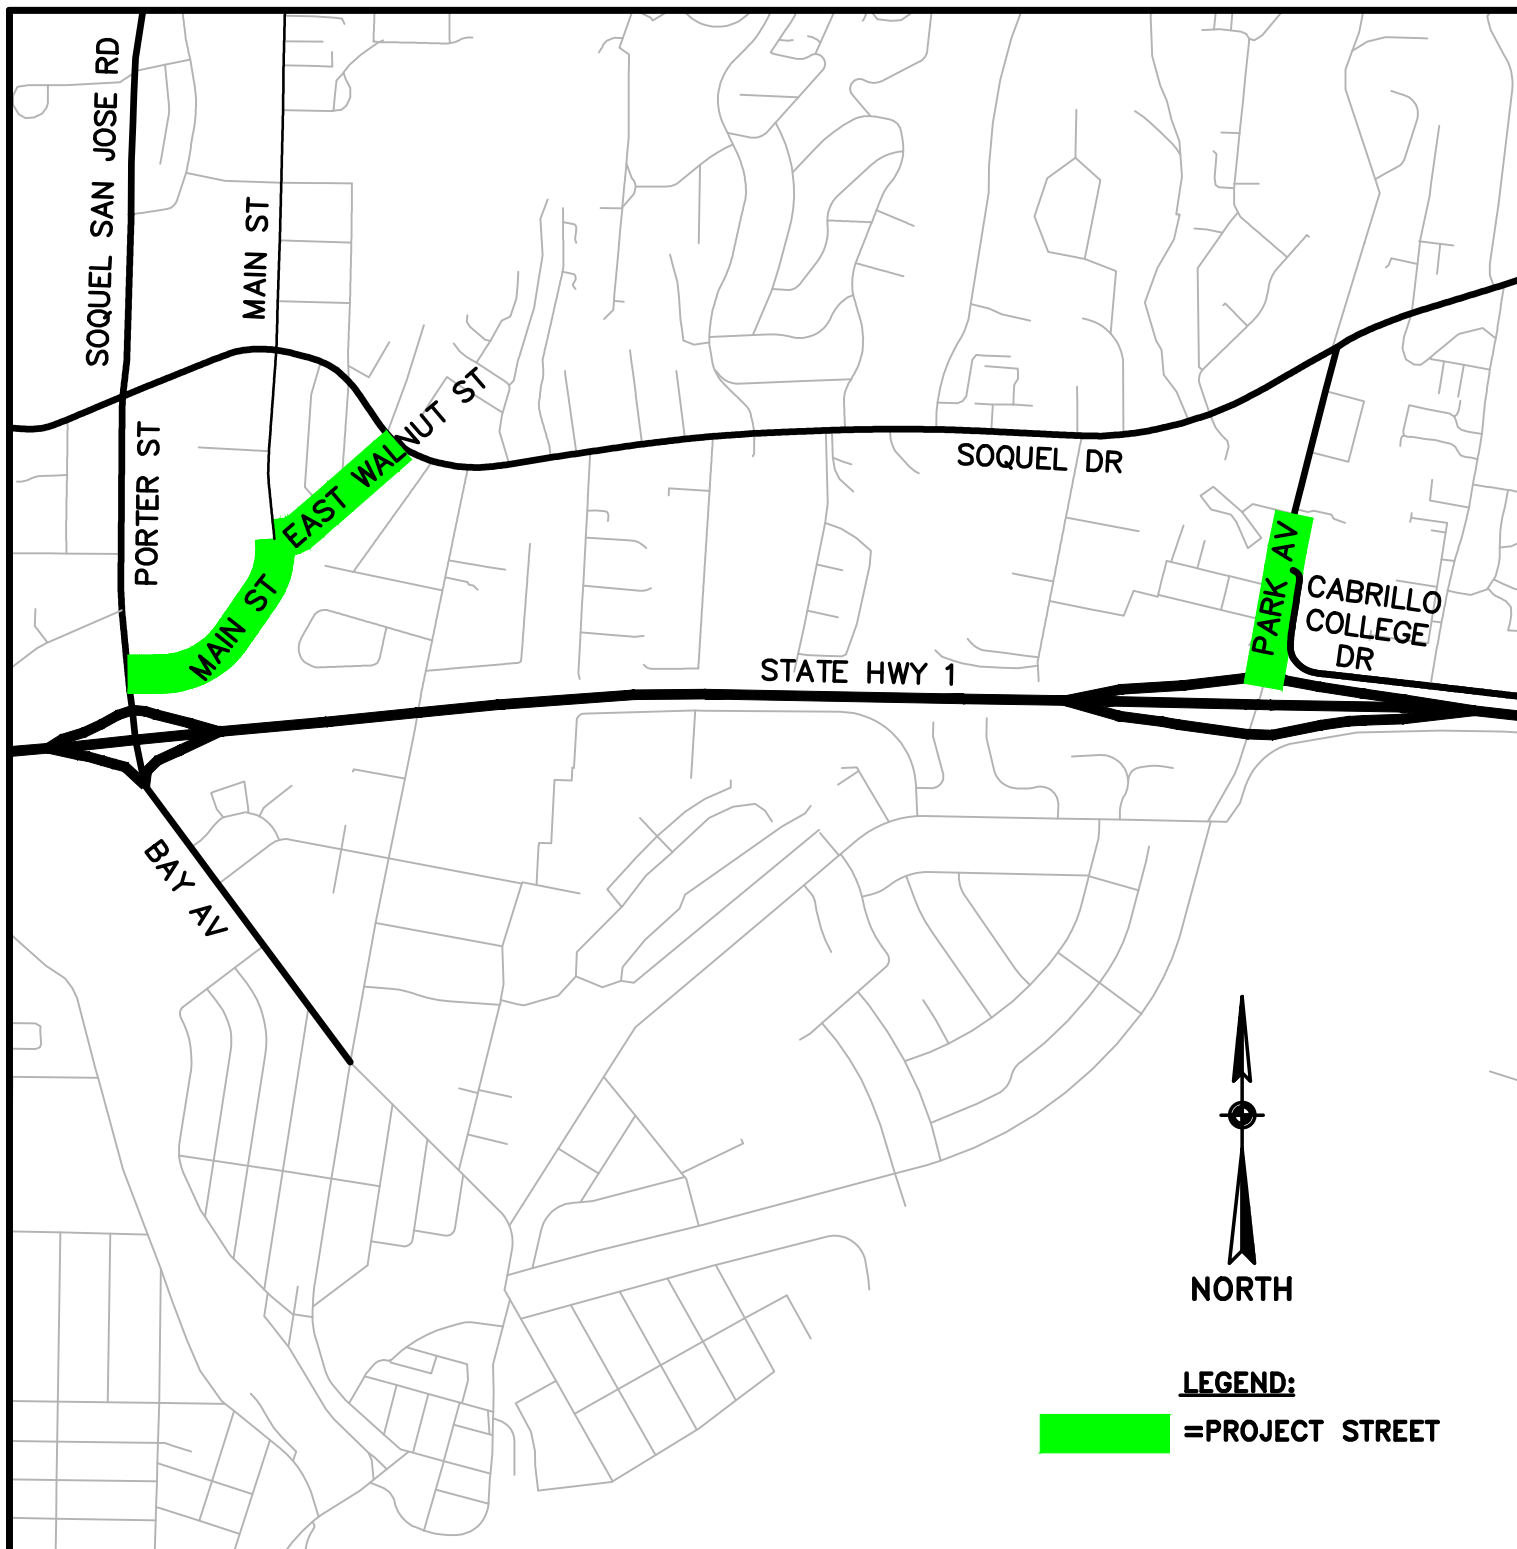 SOQUEL SAN JOSE RD
MAIN ST
EAST WALNUT ST
PORTER ST
SOQUEL DR
MAIN ST
PARK AV
CABRILLO
COLLEGE
DR
STATE HWY 1
BAY AV
NORTH
LEGEND:
=PROJECT STREET